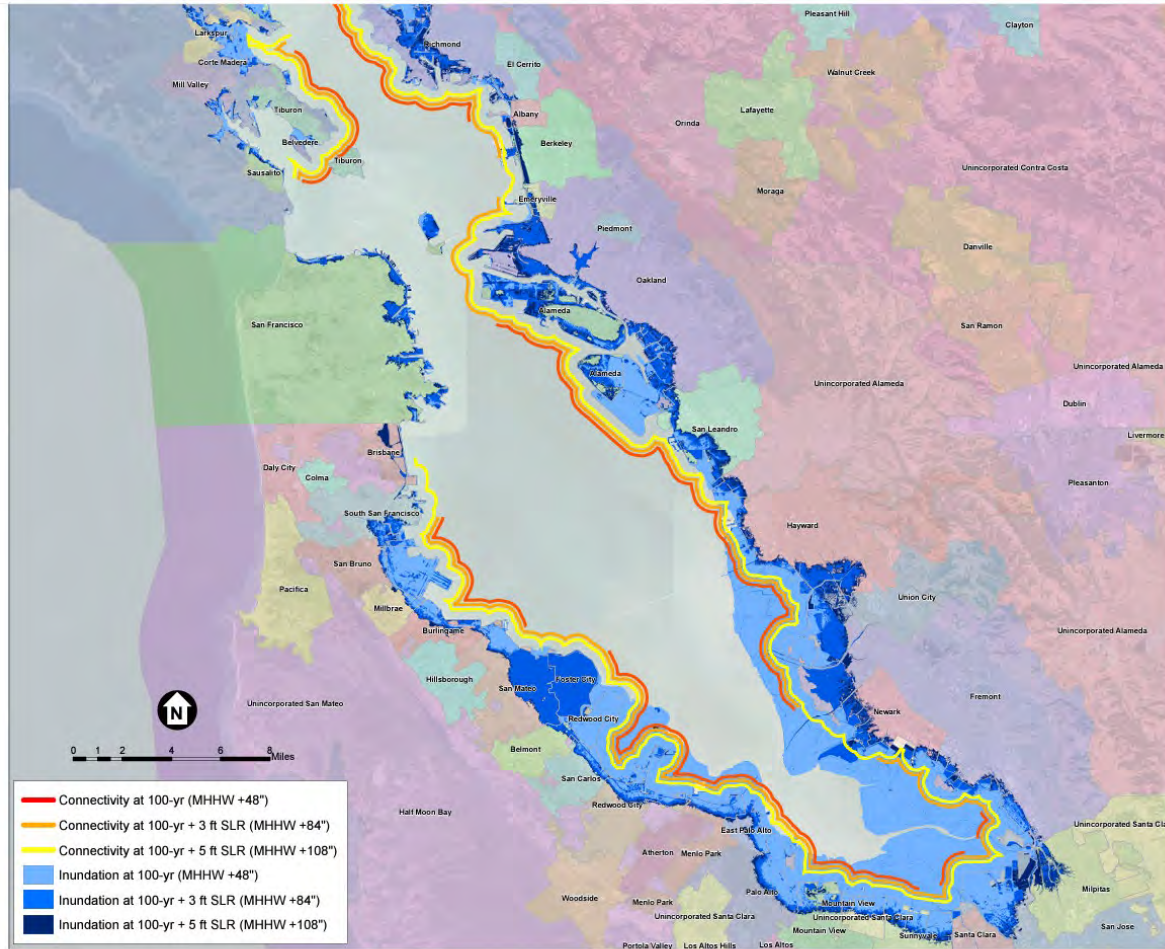 Pleasant Hill
Clayton
Larkspur
Richmond
El Cerrito
Corte Madera
Walnut Creek
Mill Valley
Tiburon
Albany
Lafayette
Orinda
Berkeley
Belvedere
Tiburon
Sausalito
Unincorporated Contra Costa
Moraga
Emeryville
Piedmont
Danville
Oakland
San Francisco
Alameda
San Ramon
Alameda
Unincorporated Alameda
Unincorporated Alameda
Dublin
San Leandro
Livermore
Brisbane
Daly City
Colma
Pleasanton
South San Francisco
Hayward
San Bruno
Pacifica
Union City
Millbrae
Burlingame
Unincorporated Alameda
Hillsborough
San Mateo
Foster City
Fremont
Unincorporated San Mateo
Newark
Redwood City
N
Belmont
0 1 2 4 6 8
Miles
San Carlos
Redwood City
Half Moon Bay
East Palo Alto
Unincorporated Santa Cla
Atherton
Menlo Park
Palo Alto
Milpitas
Woodside
Menlo Park
Mountain View
Unincorporated Santa Clara
Unincorporated Santa Clara
Mountain View
Sunnyvale
Santa Clara
San Jose
Portola Valley
Los Altos Hills
Los Altos
Connectivity at 100-yr (MHHW +48")
Connectivity at 100-yr + 3 ft SLR (MHHW +84")
Connectivity at 100-yr + 5 ft SLR (MHHW +108")
Inundation at 100-yr (MHHW +48")
Inundation at 100-yr + 3 ft SLR (MHHW +84")
Inundation at 100-yr + 5 ft SLR (MHHW +108")